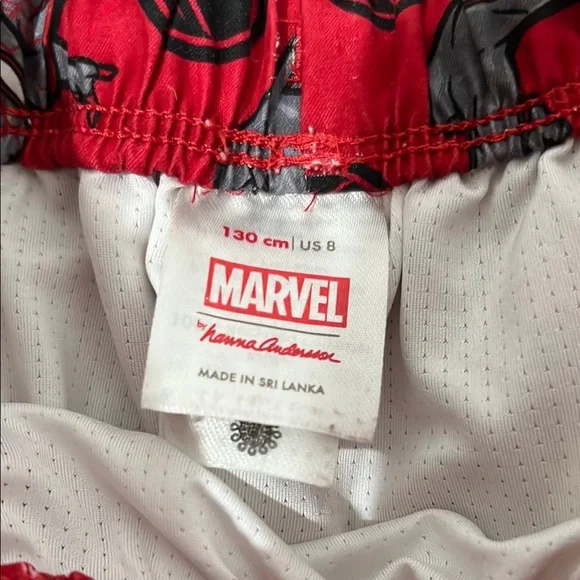 130 cm | US 8
MARVEL
by hanna andersson
MADE IN SRI LANKA